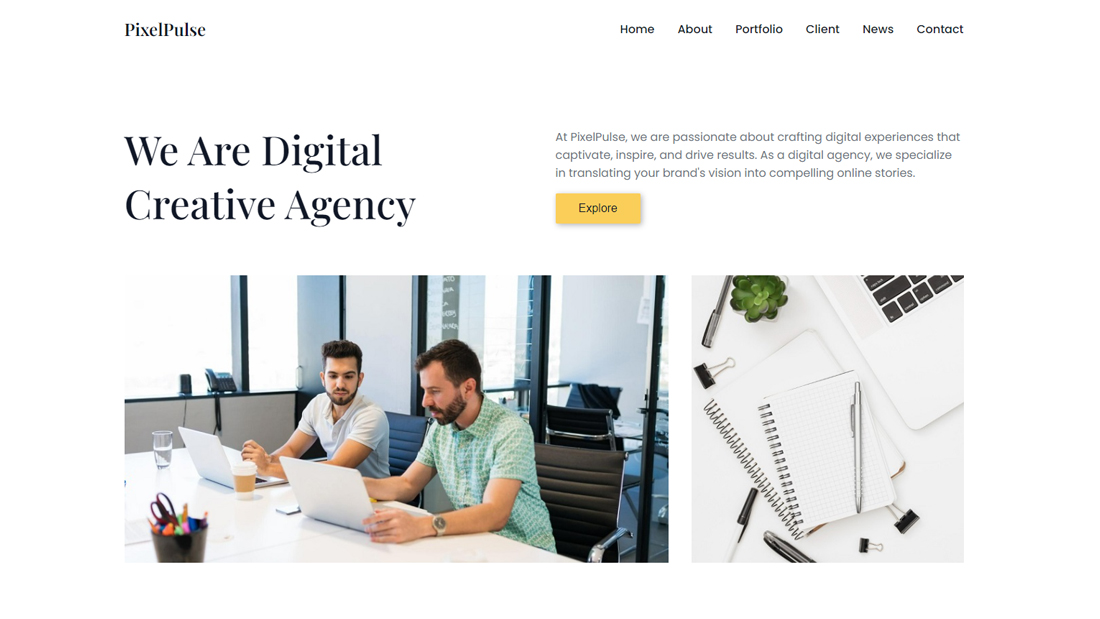 PixelPulse
Home About Portfolio Client News Contact
We Are Digital
Creative Agency
At PixelPulse, we are passionate about crafting digital experiences that
captivate, inspire, and drive results. As a digital agency, we specialize
in translating your brand's vision into compelling online stories.
Explore